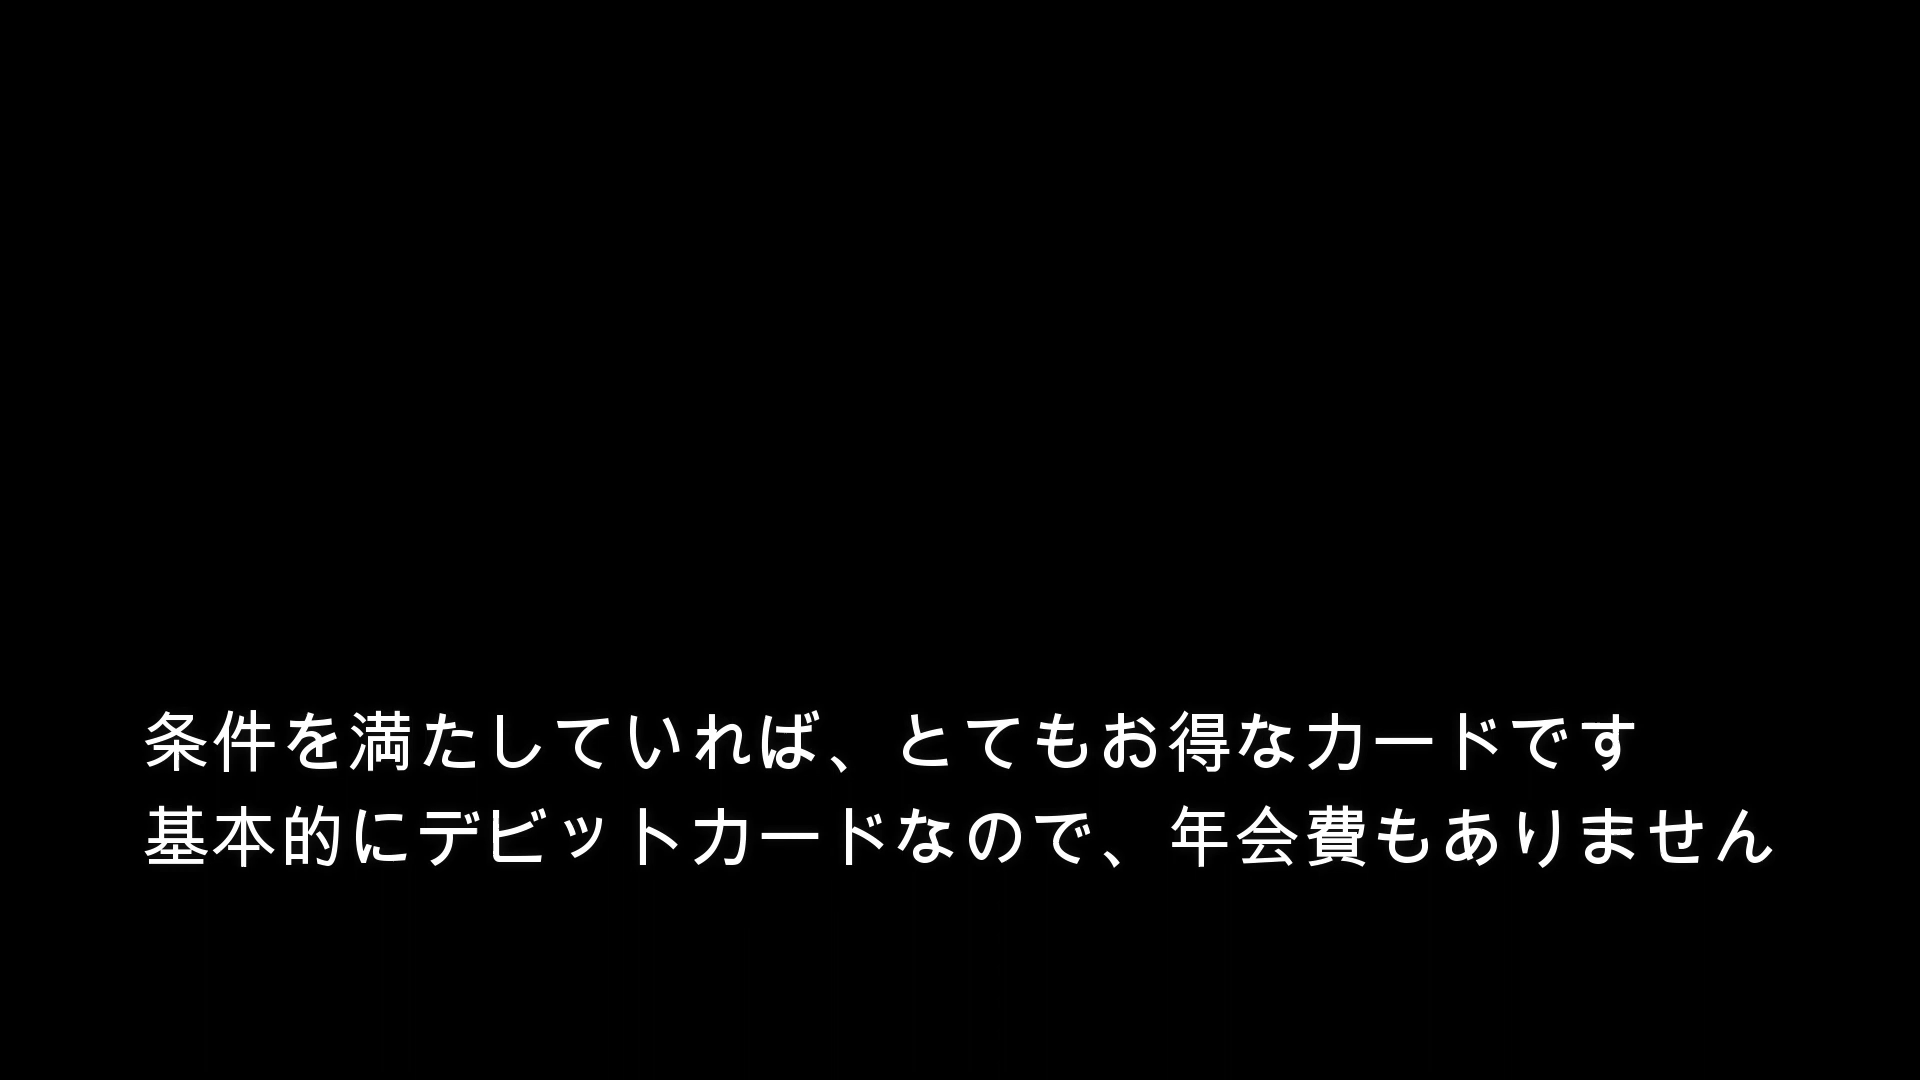 条件を満たしていれば、とてもお得なカードです
基本的にデビットカードなので、年会費もありません